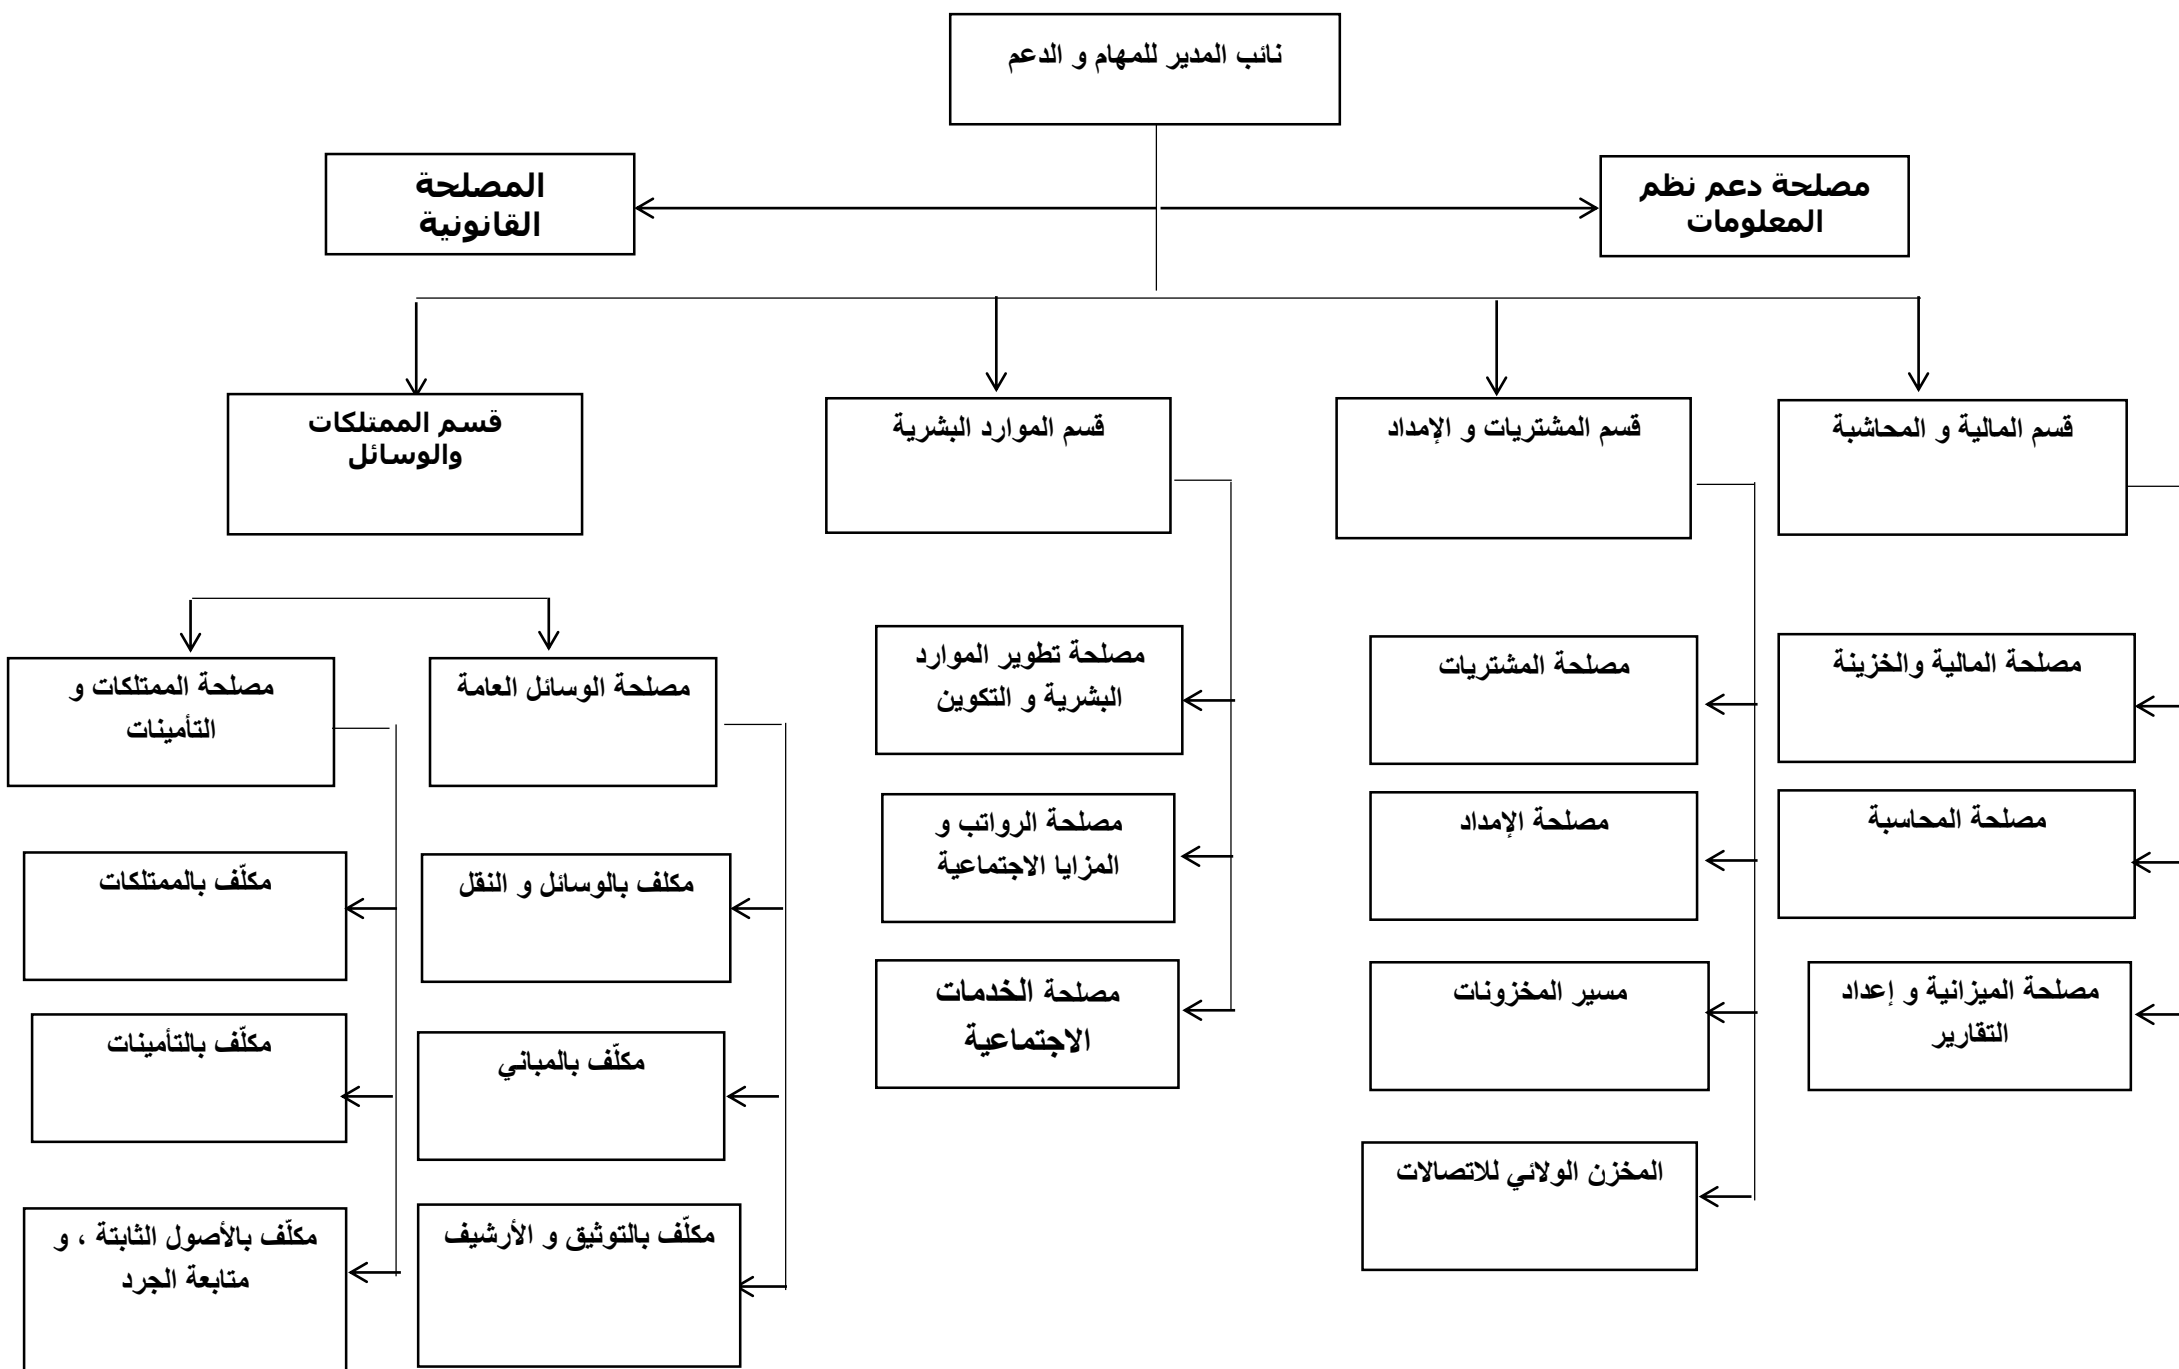 نائب المدير للمهام و الدعم
مصلحة دعم نظم
المعلومات
المصلحة
القانونية
قسم المالية و المحاشبة
قسم المشتريات و الإمداد
قسم الموارد البشرية
قسم الممتلكات
والوسائل
مصلحة المالية والخزينة
مصلحة المحاسبة
مصلحة الميزانية و إعداد
التقارير
مصلحة المشتريات
مصلحة الإمداد
مسير المخزونات
المخزن الولائي للاتصالات
مصلحة تطوير الموارد
البشرية و التكوين
مصلحة الرواتب و
المزايا الاجتماعية
مصلحة الخدمات
الاجتماعية
مصلحة الوسائل العامة
مكلف بالوسائل و النقل
مكلّف بالمباني
مكلّف بالتوثيق و الأرشيف
مصلحة الممتلكات و
التأمينات
مكلّف بالممتلكات
مكلّف بالتأمينات
مكلّف بالأصول الثابتة ، و
متابعة الجرد